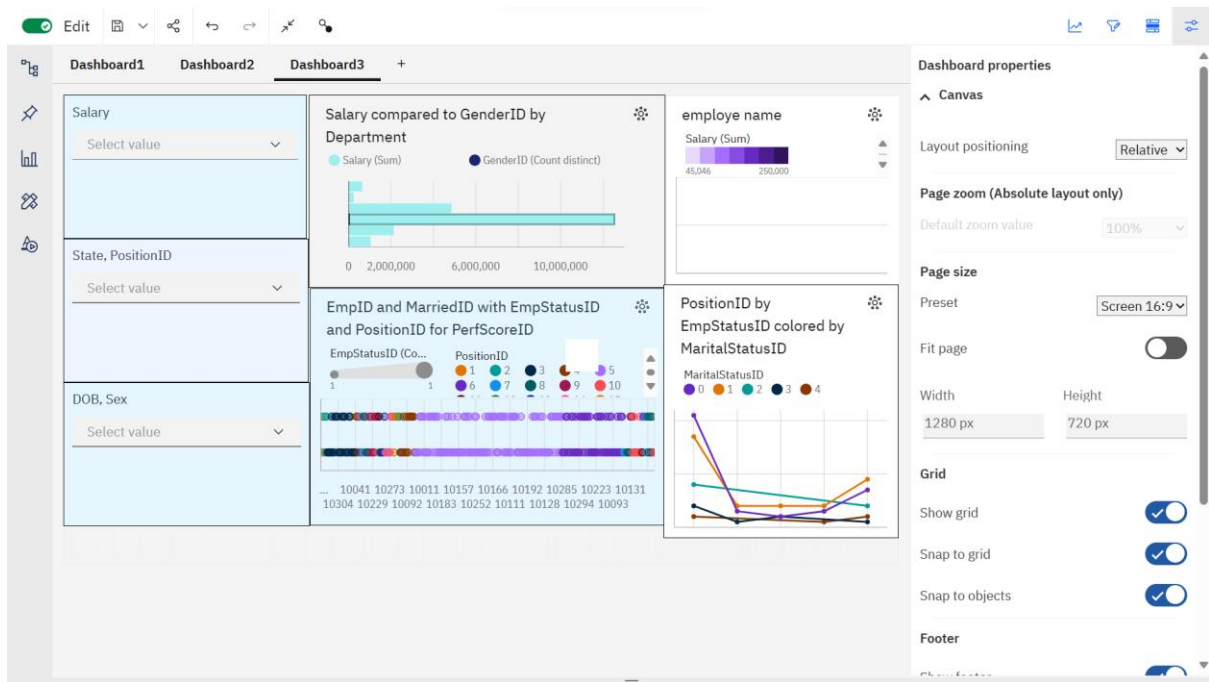 Edit
Dashboard1 Dashboard2 Dashboard3 +
Salary
Select value
State, PositionID
Select value
DOB, Sex
Select value
Salary compared to GenderID by
Department
Salary (Sum) GenderID (Count distinct)
0 2,000,000 6,000,000 10,000,000
employe name
Salary (Sum)
45,046 250,000
EmpID and MarriedID with EmpStatusID
and PositionID for PerfScoreID
EmpStatusID (Co... PositionID
1 2 3 4 5
1 1 6 7 8 9 10
... 10041 10273 10011 10157 10166 10192 10285 10223 10131
10304 10229 10092 10183 10252 10111 10128 10294 10093
PositionID by
EmpStatusID colored by
MaritalStatusID
MaritalStatusID
0 1 2 3 4
Dashboard properties
Canvas
Layout positioning Relative
Page zoom (Absolute layout only)
Default zoom value 100%
Page size
Preset Screen 16:9
Fit page
Width Height
1280 px 720 px
Grid
Show grid
Snap to grid
Snap to objects
Footer